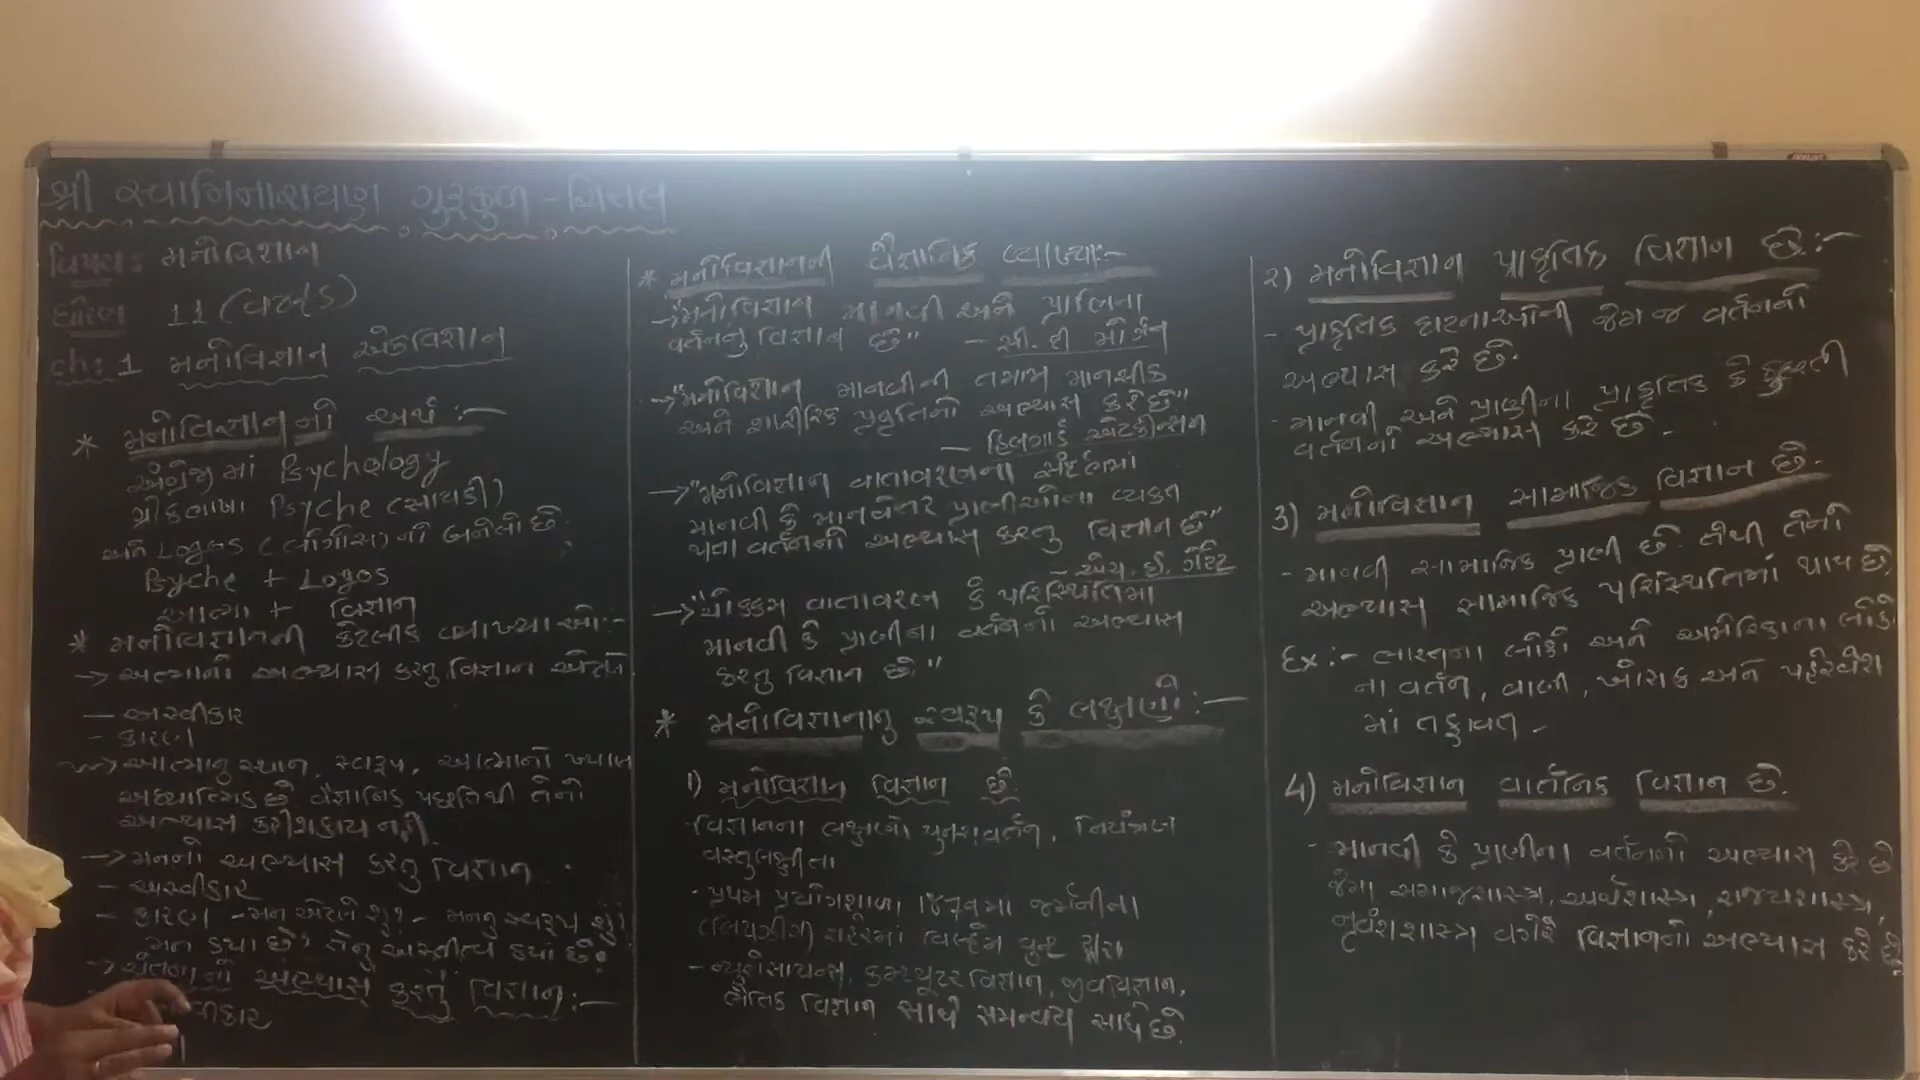 શ્રી સ્વામિનારાયણ ગુરુકુળ - ચિત્તલ
વિષય: મનોવિજ્ઞાન
ધોરણ 11 (વર્ગ
ch: 1 મનોવિજ્ઞાન એકવિજ્ઞાન
* મનોવિજ્ઞાનનો અર્થ :-
અંગ્રેજીમાં Psychology
ગ્રીકભાષા Psyche (સાયકી)
અને Logos (લોગોસ) નો બનેલો છે.
Psyche + Logos
આત્મા + વિજ્ઞાન
* મનોવિજ્ઞાનની કેટલીક વ્યાખ્યાઓ:-
→ આત્માનો અભ્યાસ કરતુ વિજ્ઞાન એટલે
- અસ્વીકાર
- કારણ
→ આત્માનુ સ્થાન, સ્વરૂપ, આત્માનો ખ્યાલ
અધ્યાત્મિક છે. વૈજ્ઞાનિક પધ્ધતિથી તેનો
અભ્યાસ કરી શકાય નહી.
→ મનનો અભ્યાસ કરતુ વિજ્ઞાન.
- અસ્વીકાર
- કારણ - મન એટલે શુ? - મનનુ સ્વરૂપ શુ?
મન કયા છે? તેનુ અસ્તીત્વ કયાં છે?
→ ચેતનાનો અભ્યાસ કરતું વિજ્ઞાન:-
* મનોવિજ્ઞાનની વૈજ્ઞાનિક વ્યાખ્યા:-
→ "મનોવિજ્ઞાન માનવી અને પ્રાણિના
વર્તનનું વિજ્ઞાન છે" - સી. ટી મોર્ગન
→ "મનોવિજ્ઞાન માનવીની તમામ માનસીક
અને શારીરિક પ્રવૃતિનો અભ્યાસ કરે છે"
- હિલગાર્ડ એટકીન્સન
→ "મનોવિજ્ઞાન વાતાવરણના સંદર્ભમાં
માનવી કે માનવેતર પ્રાણીઓના વ્યકત
થતા વર્તનનો અભ્યાસ કરતુ વિજ્ઞાન છે"
- એચ. ઈ. ગેરેટ
→ "ચોકકસ વાતાવરણ કે પરિસ્થિતિમાં
માનવી કે પ્રાણીના વર્તનનો અભ્યાસ
કરતુ વિજ્ઞાન છે."
* મનોવિજ્ઞાનનુ સ્વરૂપ કે લક્ષણો:-
1) મનોવિજ્ઞાન વિજ્ઞાન છે.
- વિજ્ઞાનના લક્ષણો પુનરાવર્તન, નિયંત્રણ
વસ્તુલક્ષીતા
- પ્રથમ પ્રયોગશાળા 1879માં જર્મનીના
લિપઝીગ શહેરમાં વિલ્હેમ વુન્ટ દ્વારા
- ન્યૂરોસાયન્સ, કમ્પ્યૂટર વિજ્ઞાન, જીવવિજ્ઞાન,
ભૌતિક વિજ્ઞાન સાથે સમન્વય સાધે છે.
૨) મનોવિજ્ઞાન પ્રાકૃતિક વિજ્ઞાન છે:-
- પ્રાકૃતિક ઘટનાઓની જેમ જ વર્તનનો
અભ્યાસ કરે છે.
- માનવી અને પ્રાણીના પ્રાકૃતિક કે કુદરતી
વર્તનનો અભ્યાસ કરે છે.
3) મનોવિજ્ઞાન સામાજિક વિજ્ઞાન છે.
- માનવી સામાજિક પ્રાણી છે. તેથી તેનો
અભ્યાસ સામાજિક પરિસ્થિતિમાં થાય છે.
Ex:- ભારતના લોકો અને અમેરિકાના લોકો
ના વર્તન, વાણી, ખોરાક અને પહેરવેશ
માં તફાવત -
4) મનોવિજ્ઞાન વાર્તનિક વિજ્ઞાન છે.
- માનવી કે પ્રાણીના વર્તનનો અભ્યાસ કરે છે
જેમા સમાજશાસ્ત્ર, અર્થશાસ્ત્ર, રાજ્યશાસ્ત્ર,
નૃવંશશાસ્ત્ર વગેરે વિજ્ઞાનનો અભ્યાસ કરે છે.